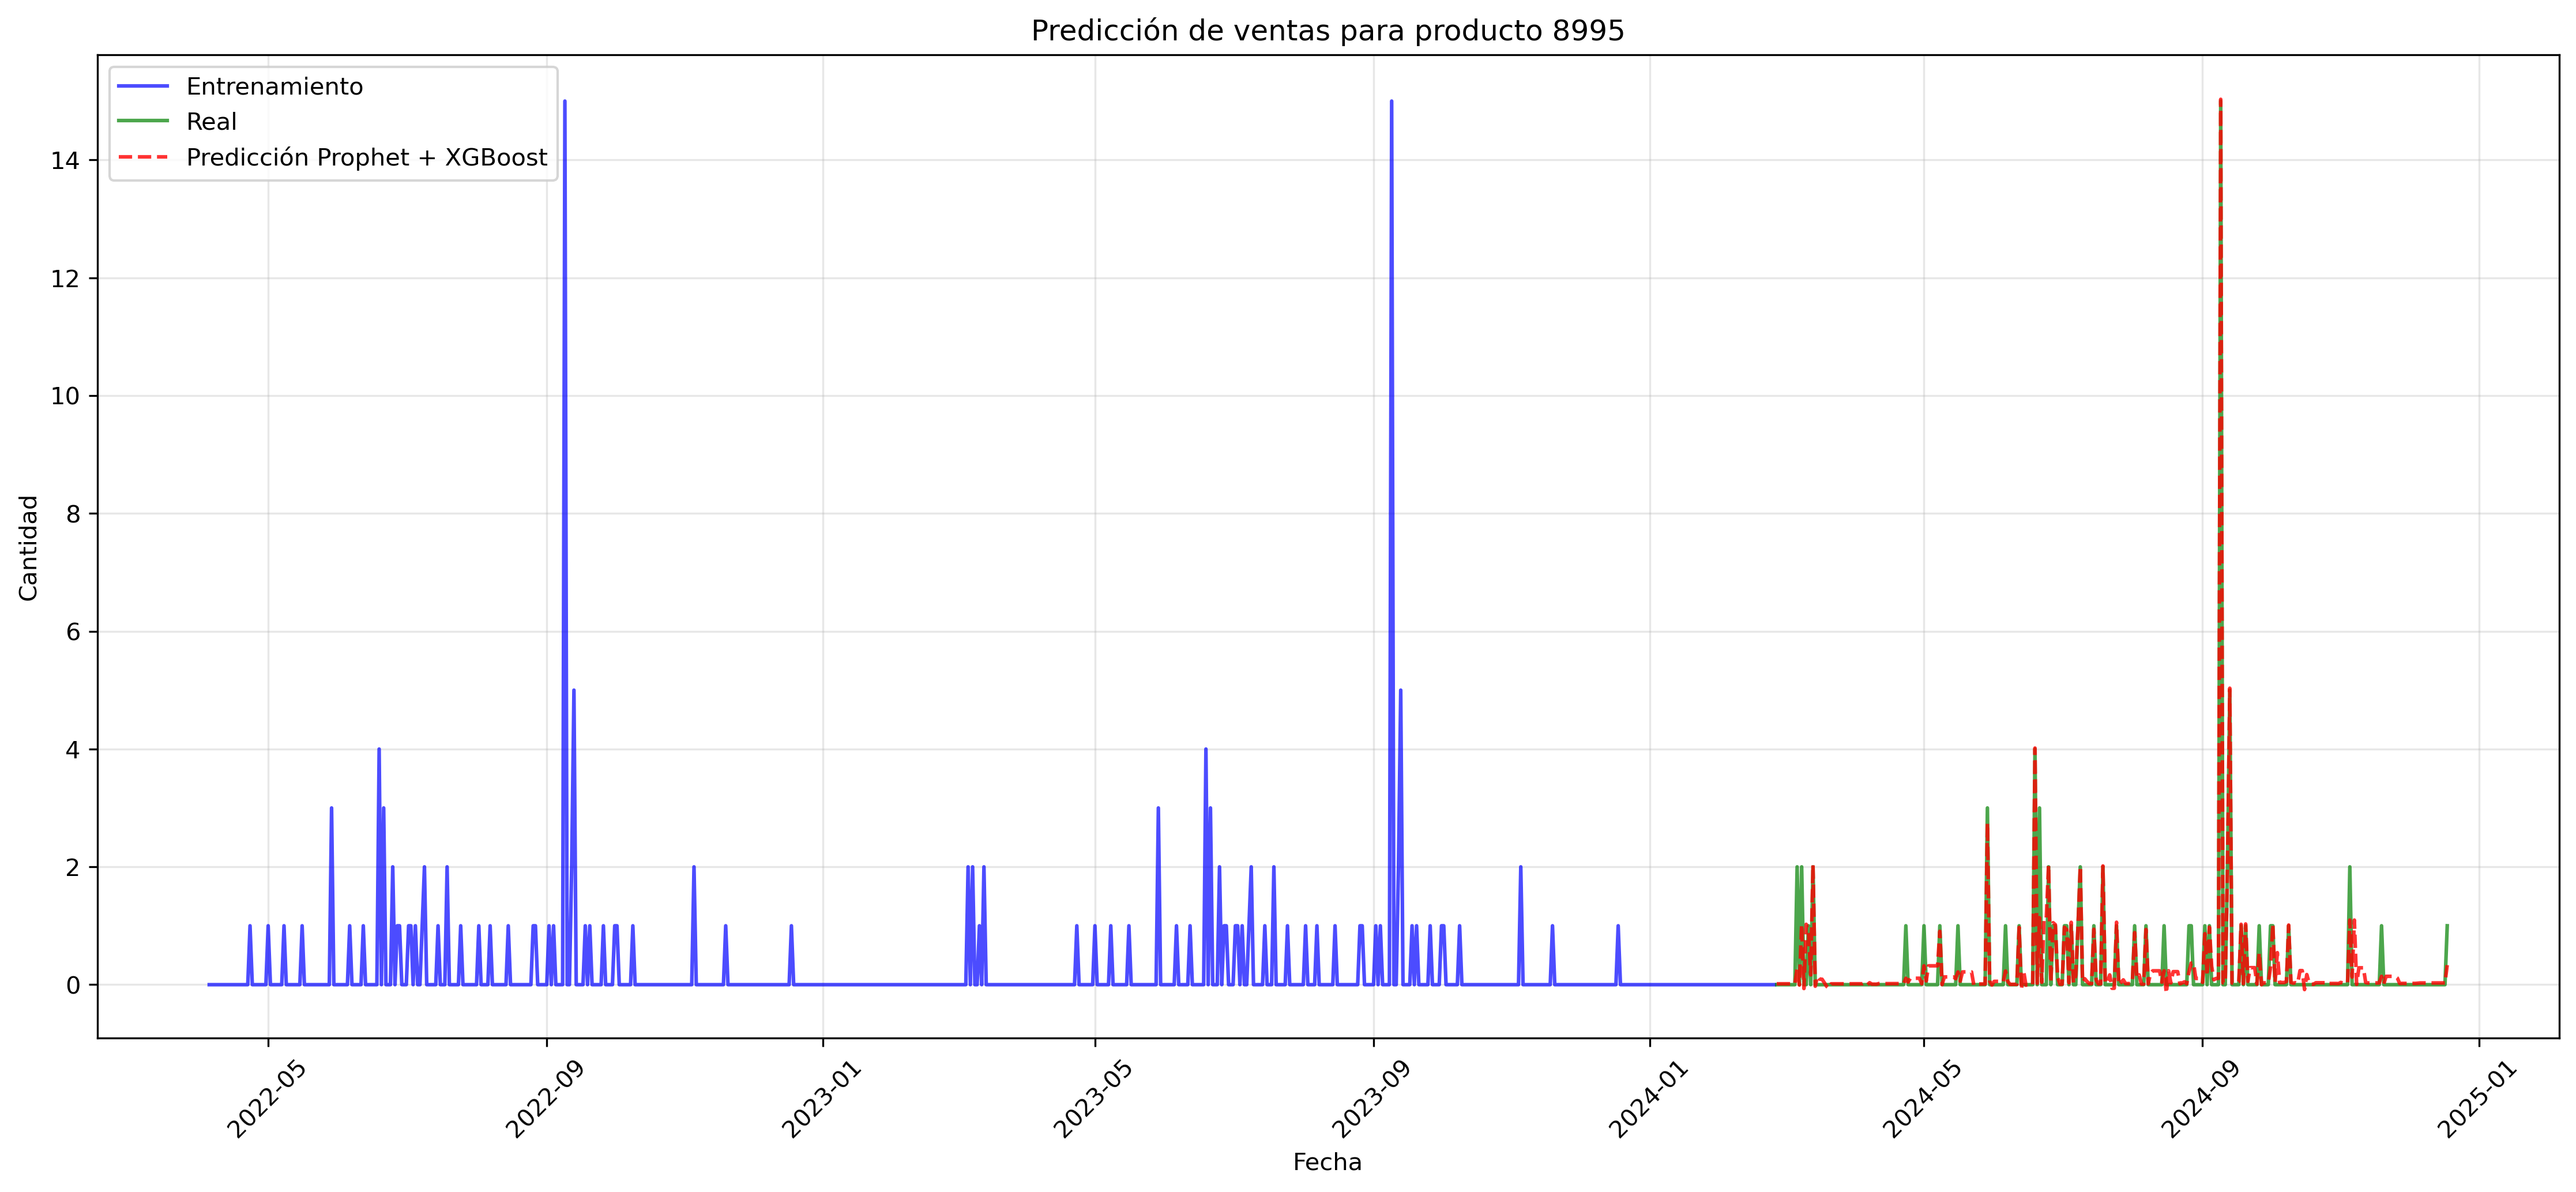 Predicción de ventas para producto 8995
Entrenamiento
Real
Predicción Prophet + XGBoost
14
12
10
8
6
4
2
0
Cantidad
2022-05
2022-09
2023-01
2023-05
2023-09
2024-01
2024-05
2024-09
2025-01
Fecha